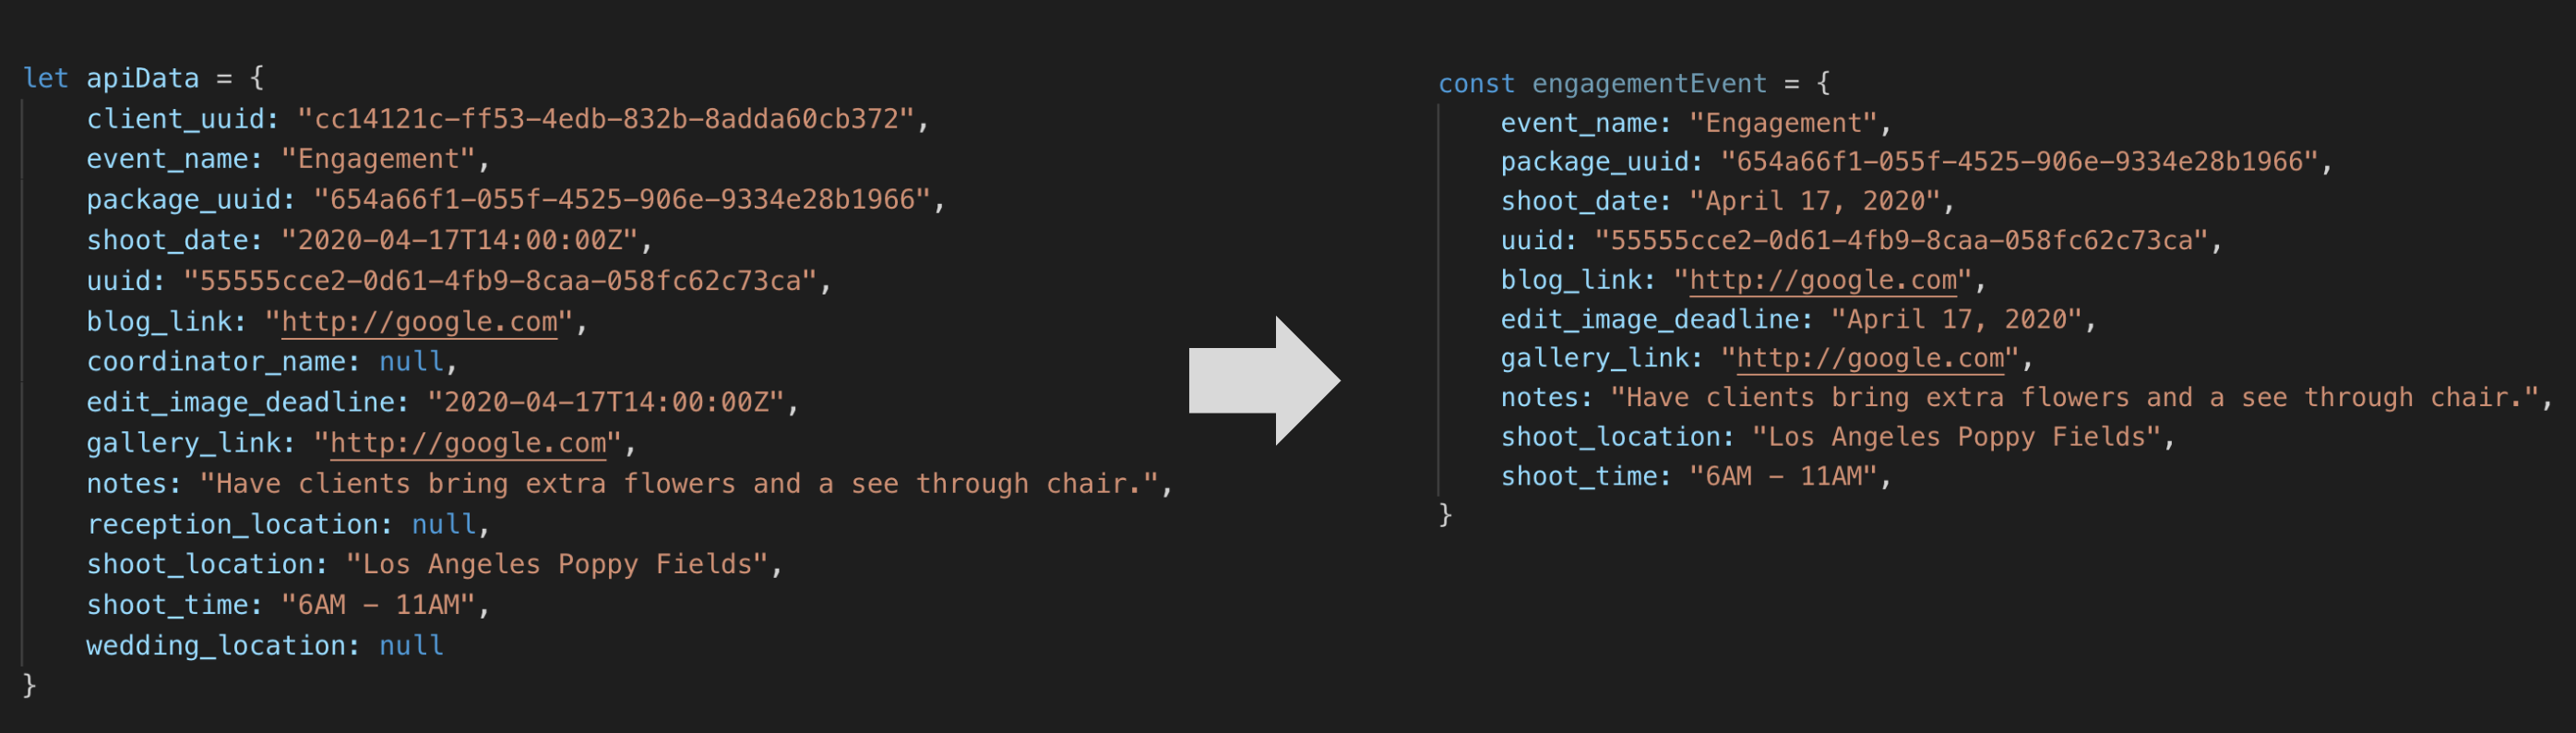 let apiData = {
client_uuid: "cc14121c-ff53-4edb-832b-8adda60cb372",
event_name: "Engagement",
package_uuid: "654a66f1-055f-4525-906e-9334e28b1966",
shoot_date: "2020-04-17T14:00:00Z",
uuid: "55555cce2-0d61-4fb9-8caa-058fc62c73ca",
blog_link: "http://google.com",
coordinator_name: null,
edit_image_deadline: "2020-04-17T14:00:00Z",
gallery_link: "http://google.com",
notes: "Have clients bring extra flowers and a see through chair.",
reception_location: null,
shoot_location: "Los Angeles Poppy Fields",
shoot_time: "6AM - 11AM",
wedding_location: null
}
const engagementEvent = {
event_name: "Engagement",
package_uuid: "654a66f1-055f-4525-906e-9334e28b1966",
shoot_date: "April 17, 2020",
uuid: "55555cce2-0d61-4fb9-8caa-058fc62c73ca",
blog_link: "http://google.com",
edit_image_deadline: "April 17, 2020",
gallery_link: "http://google.com",
notes: "Have clients bring extra flowers and a see through chair.",
shoot_location: "Los Angeles Poppy Fields",
shoot_time: "6AM - 11AM",
}